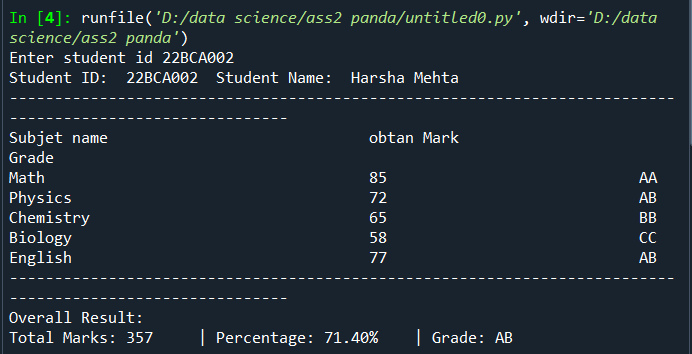 In [4]: runfile('D:/data science/ass2 panda/untitled0.py', wdir='D:/data
science/ass2 panda')
Enter student id 22BCA002
Student ID:  22BCA002  Student Name:  Harsha Mehta
--------------------------------------------------------------------------
-------------------------------
Subjet name                             obtan Mark
Grade
Math                                    85                            AA
Physics                                 72                            AB
Chemistry                               65                            BB
Biology                                 58                            CC
English                                 77                            AB
--------------------------------------------------------------------------
-------------------------------
Overall Result:
Total Marks: 357     | Percentage: 71.40%    | Grade: AB